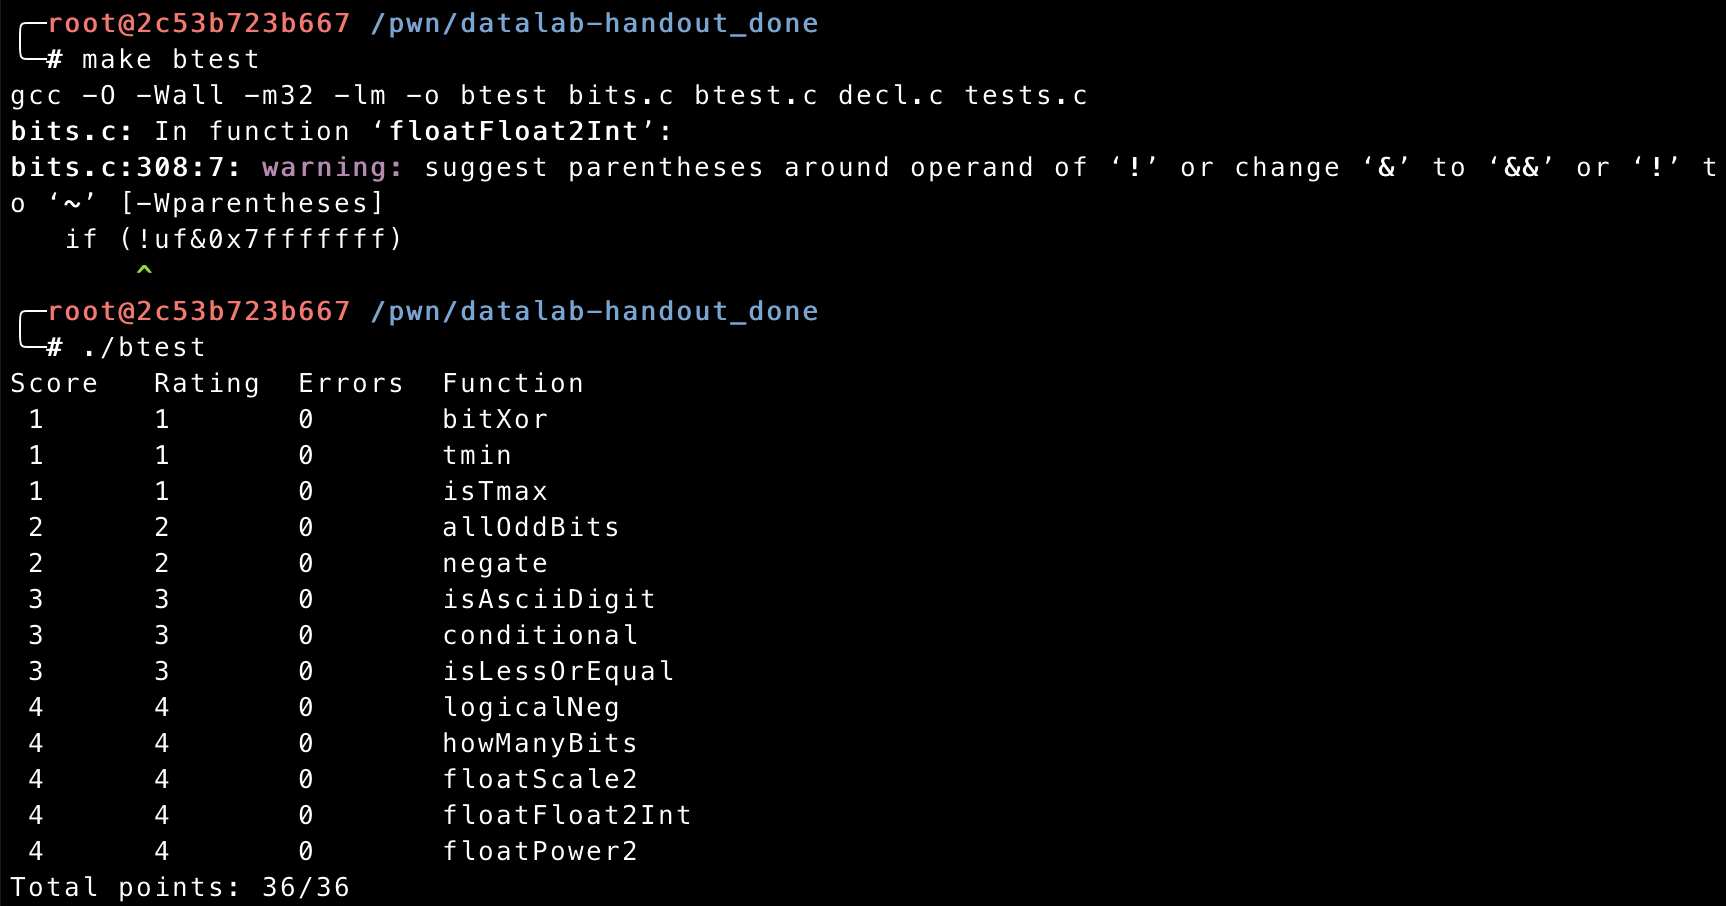 root@2c53b723b667 /pwn/datalab-handout_done
# make btest
gcc -O -Wall -m32 -lm -o btest bits.c btest.c decl.c tests.c
bits.c: In function ‘floatFloat2Int’:
bits.c:308:7: warning: suggest parentheses around operand of ‘!’ or change ‘&’ to ‘&&’ or ‘!’ t
o ‘~’ [-Wparentheses]
if (!uf&0x7fffffff)
^
root@2c53b723b667 /pwn/datalab-handout_done
# ./btest
Score Rating Errors Function
1 1 0 bitXor
1 1 0 tmin
1 1 0 isTmax
2 2 0 allOddBits
2 2 0 negate
3 3 0 isAsciiDigit
3 3 0 conditional
3 3 0 isLessOrEqual
4 4 0 logicalNeg
4 4 0 howManyBits
4 4 0 floatScale2
4 4 0 floatFloat2Int
4 4 0 floatPower2
Total points: 36/36